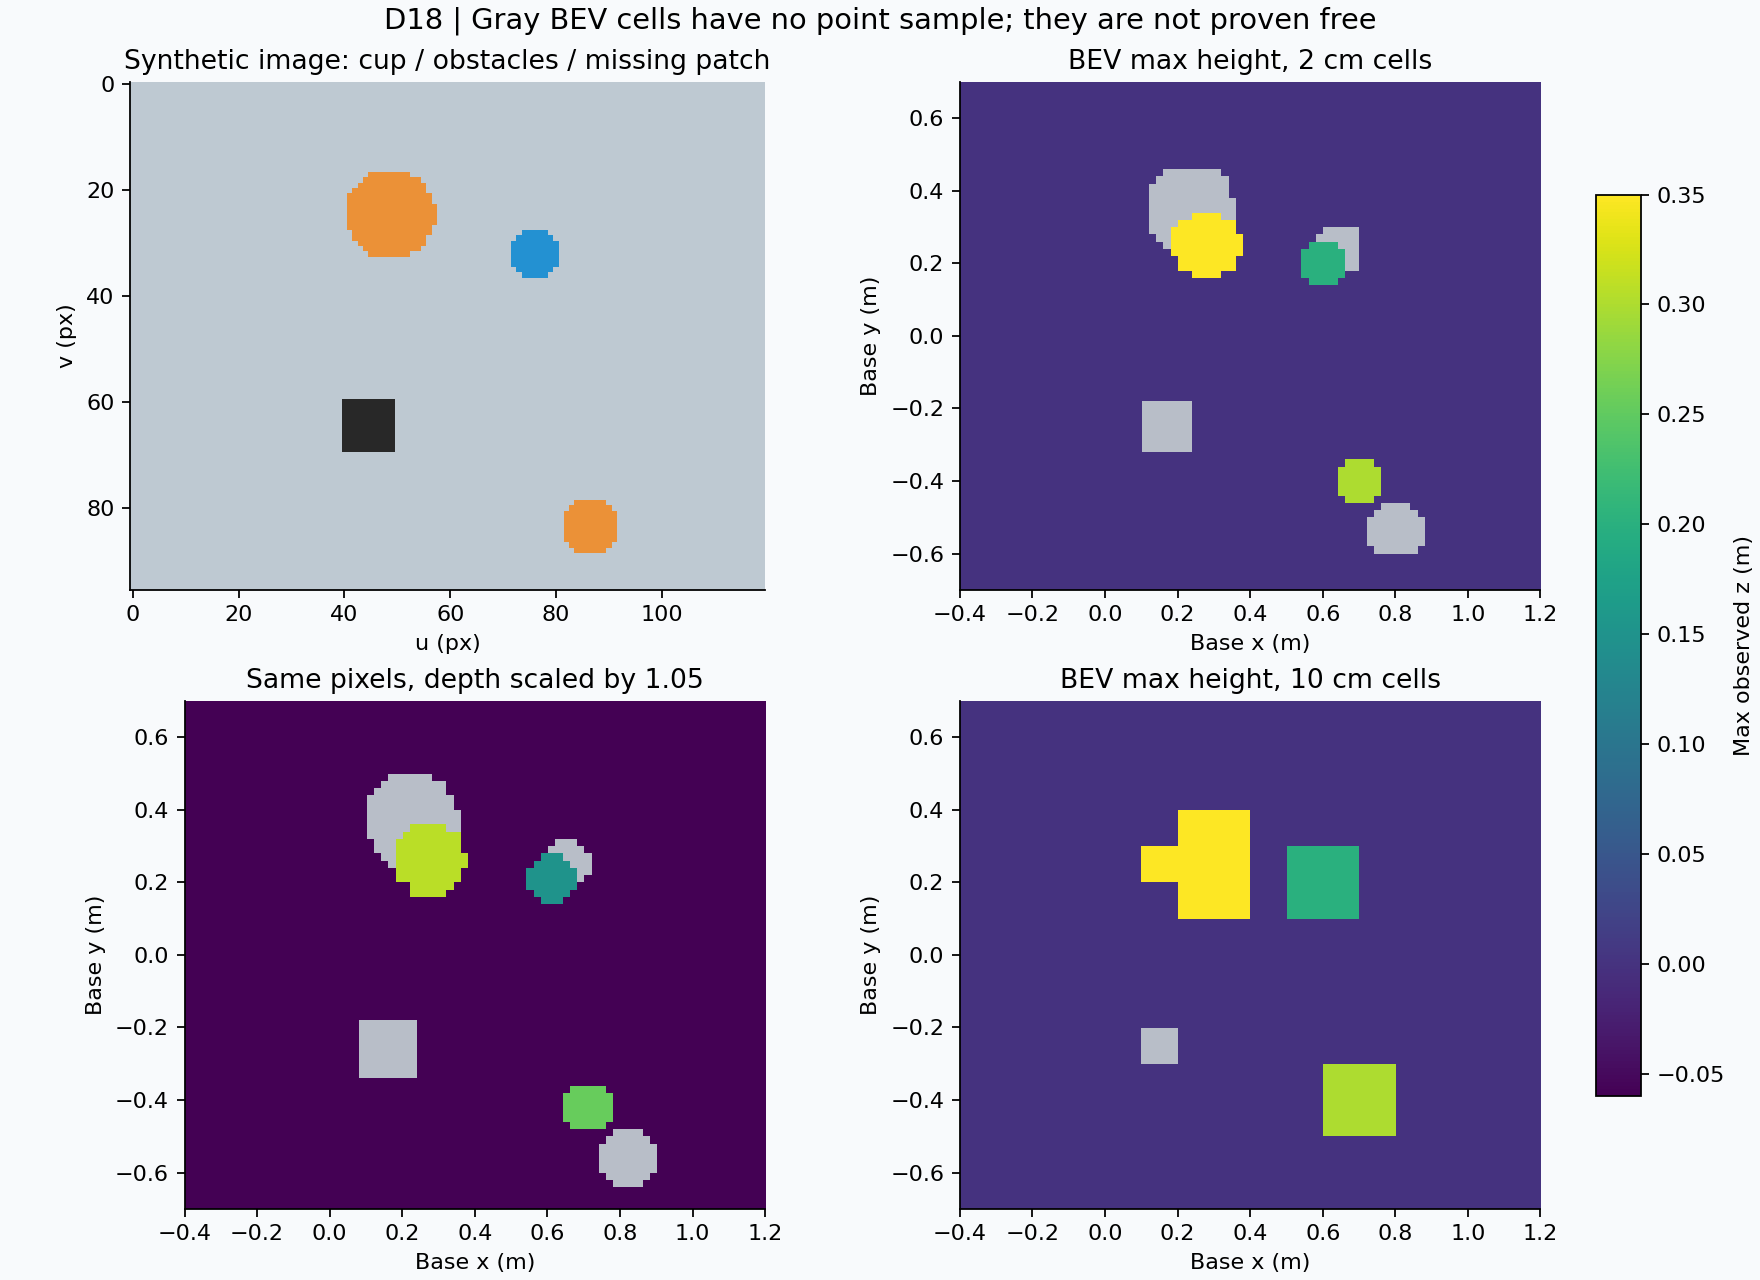 D18 | Gray BEV cells have no point sample; they are not proven free
Synthetic image: cup / obstacles / missing patch
0
20
40
60
80
v (px)
0 20 40 60 80 100
u (px)
BEV max height, 2 cm cells
0.6
0.4
0.2
0.0
−0.2
−0.4
−0.6
Base y (m)
−0.4 −0.2 0.0 0.2 0.4 0.6 0.8 1.0 1.2
Base x (m)
Same pixels, depth scaled by 1.05
0.6
0.4
0.2
0.0
−0.2
−0.4
−0.6
Base y (m)
−0.4 −0.2 0.0 0.2 0.4 0.6 0.8 1.0 1.2
Base x (m)
BEV max height, 10 cm cells
0.6
0.4
0.2
0.0
−0.2
−0.4
−0.6
Base y (m)
−0.4 −0.2 0.0 0.2 0.4 0.6 0.8 1.0 1.2
Base x (m)
0.35
0.30
0.25
0.20
0.15
0.10
0.05
0.00
−0.05
Max observed z (m)